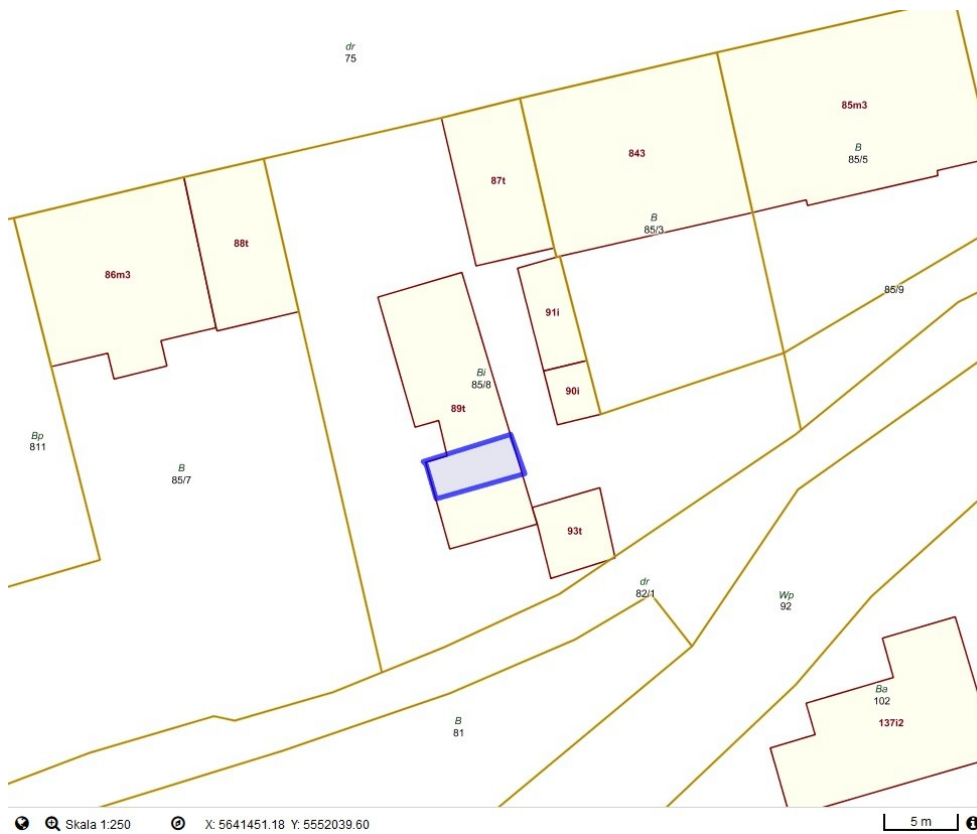 dr
75
85m3
B
85/5
843
87t
B
85/3
88t
86m3
85/9
91i
Bi
85/8
90i
89t
Bp
811
B
85/7
93t
dr
82/1
Wp
92
Ba
102
137i2
B
81
Skala 1:250 X: 5641451.18 Y: 5552039.60 5 m